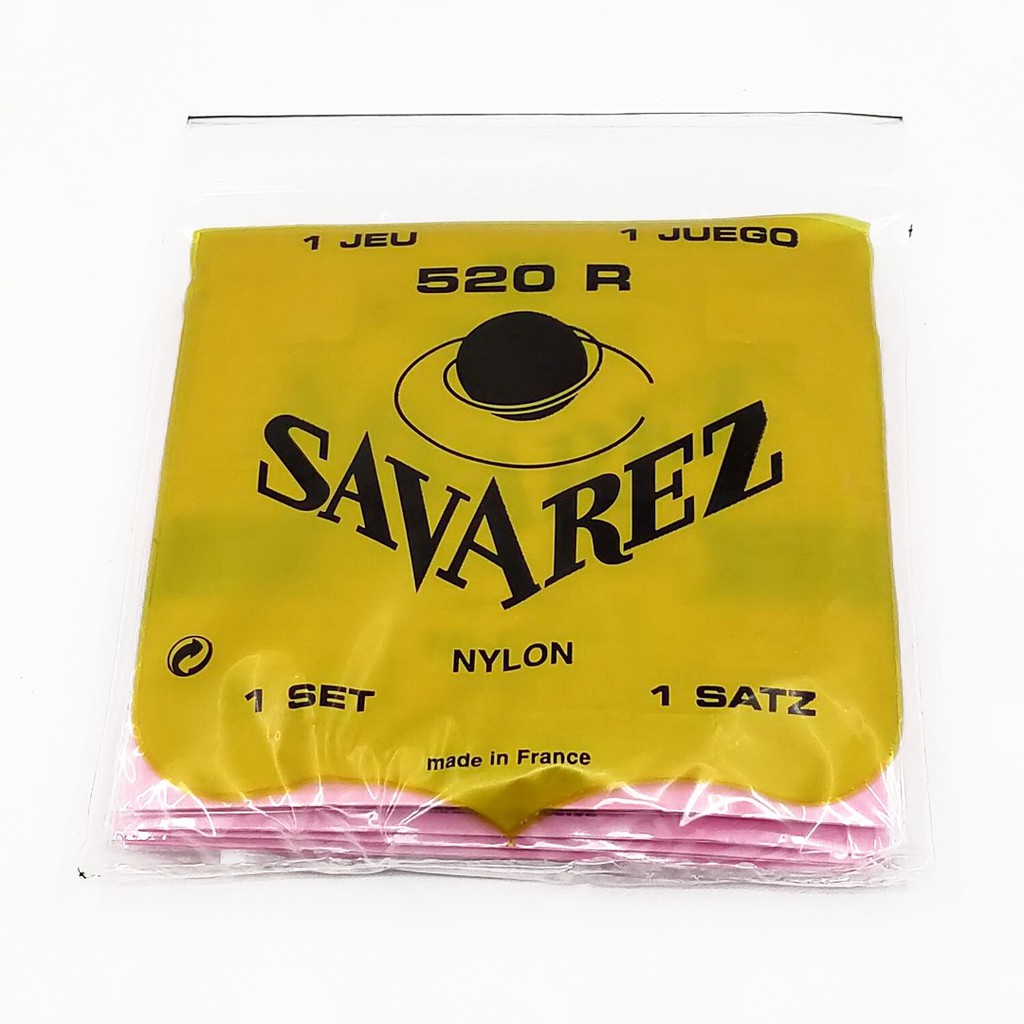 1 JEU 1 JUEGO
520 R
SAVAREZ
NYLON
1 SET 1 SATZ
made in France